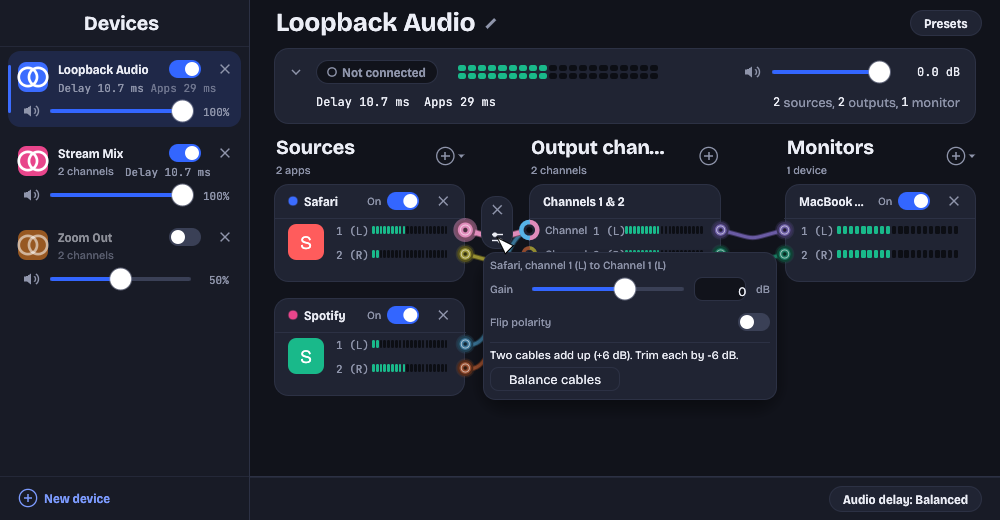 Devices
Loopback Audio
Delay 10.7 ms Apps 29 ms
100%
Stream Mix
2 channels Delay 10.7 ms
100%
Zoom Out
2 channels
50%
New device
Loopback Audio
Presets
Not connected
0.0 dB
Delay 10.7 ms Apps 29 ms
2 sources, 2 outputs, 1 monitor
Sources
2 apps
Output chan...
2 channels
Monitors
1 device
Safari On
S
1 (L)
2 (R)
Channels 1 & 2
Channel 1 (L)
MacBook ... On
1 (L)
2 (R)
Spotify On
S
1 (L)
2 (R)
Safari, channel 1 (L) to Channel 1 (L)
Gain 0 dB
Flip polarity
Two cables add up (+6 dB). Trim each by -6 dB.
Balance cables
Audio delay: Balanced